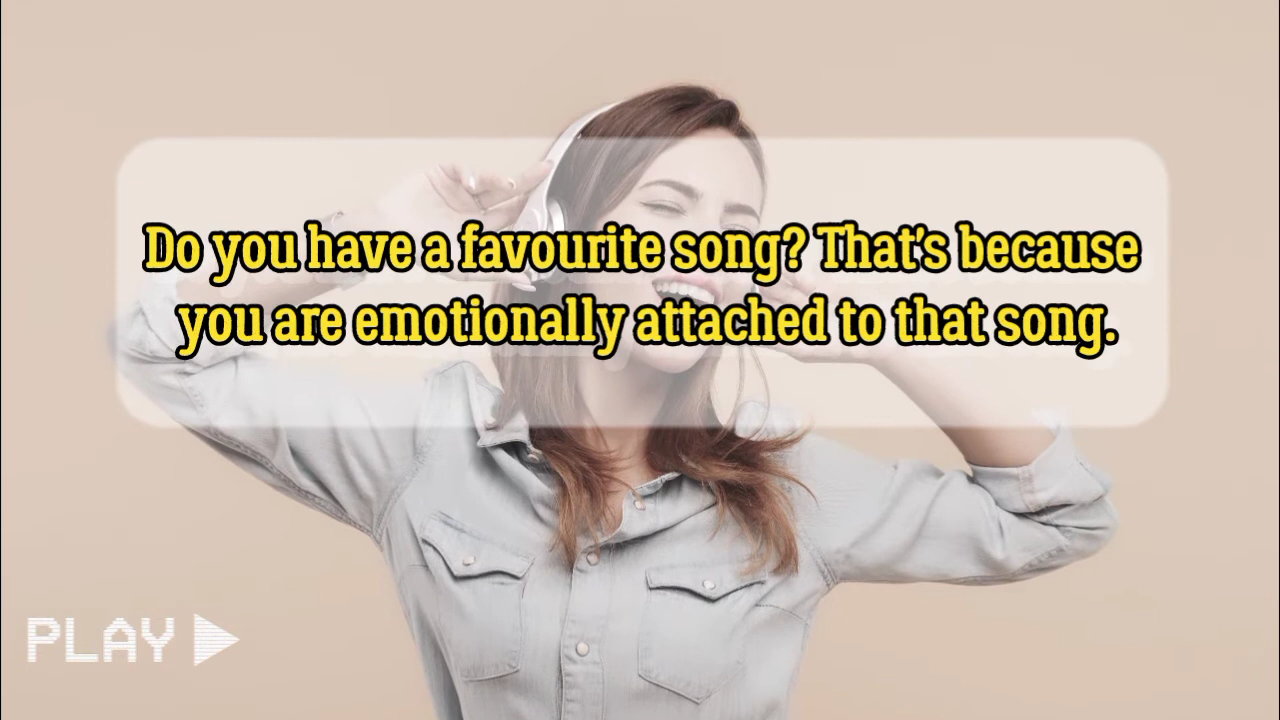 Do you have a favourite song? That's because
you are emotionally attached to that song.
PLAY